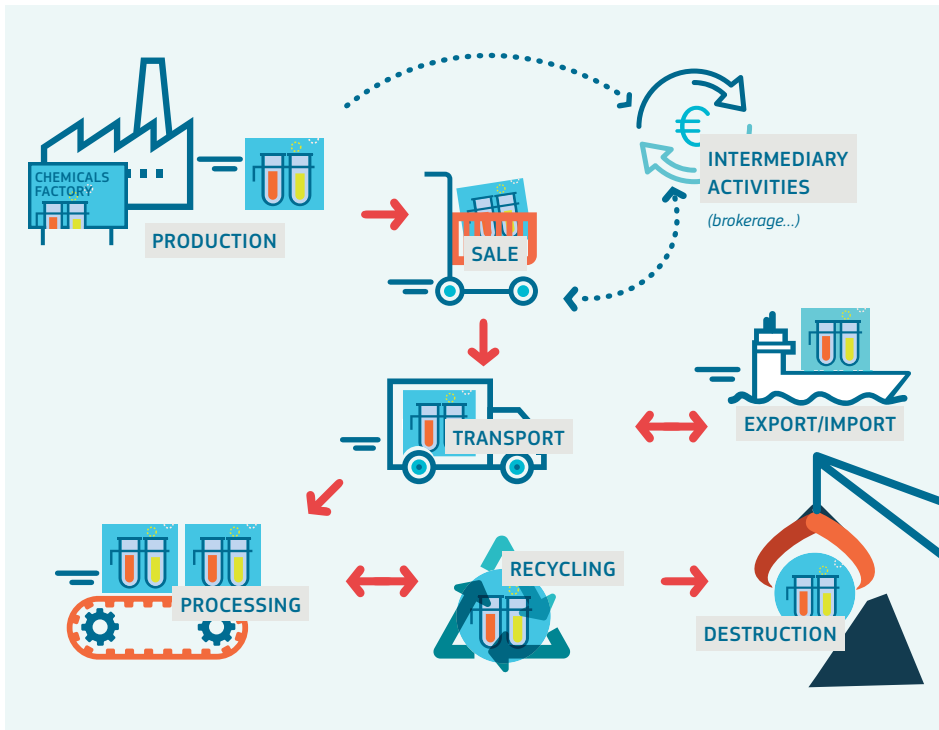 CHEMICALS
FACTORY
PRODUCTION
SALE
INTERMEDIARY
ACTIVITIES
(brokerage...)
TRANSPORT
EXPORT/IMPORT
PROCESSING
RECYCLING
DESTRUCTION